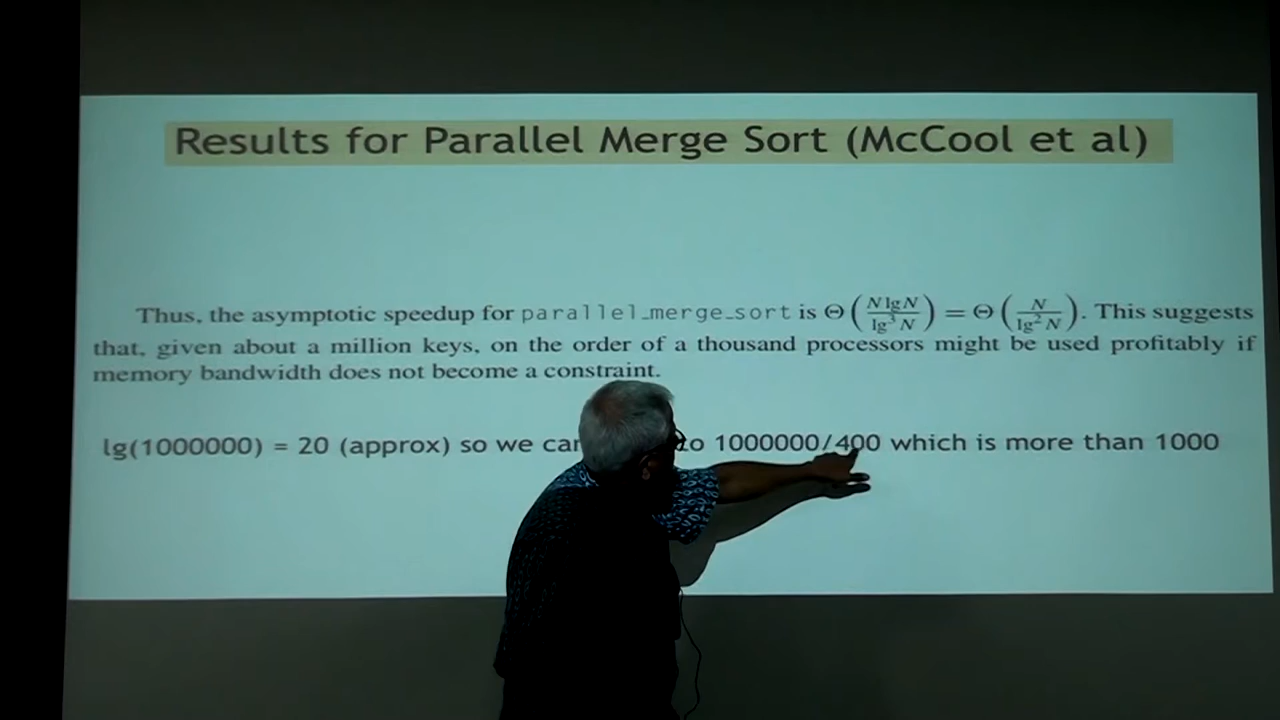 Results for Parallel Merge Sort (McCool et al)
Thus, the asymptotic speedup for parallel_merge_sort is Θ(N lg N / lg³ N) = Θ(N / lg² N). This suggests
that, given about a million keys, on the order of a thousand processors might be used profitably if
memory bandwidth does not become a constraint.
lg(1000000) = 20 (approx) so we can to 1000000/400 which is more than 1000